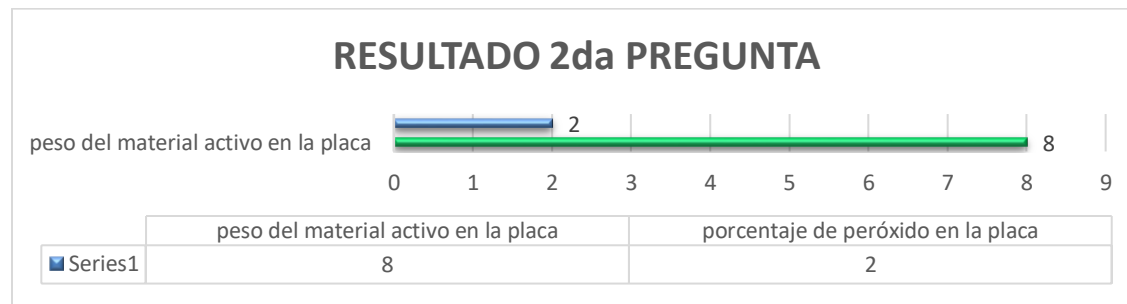 RESULTADO 2da PREGUNTA
2
peso del material activo en la placa
8
0 1 2 3 4 5 6 7 8 9
peso del material activo en la placa porcentaje de peróxido en la placa
Series1 8 2